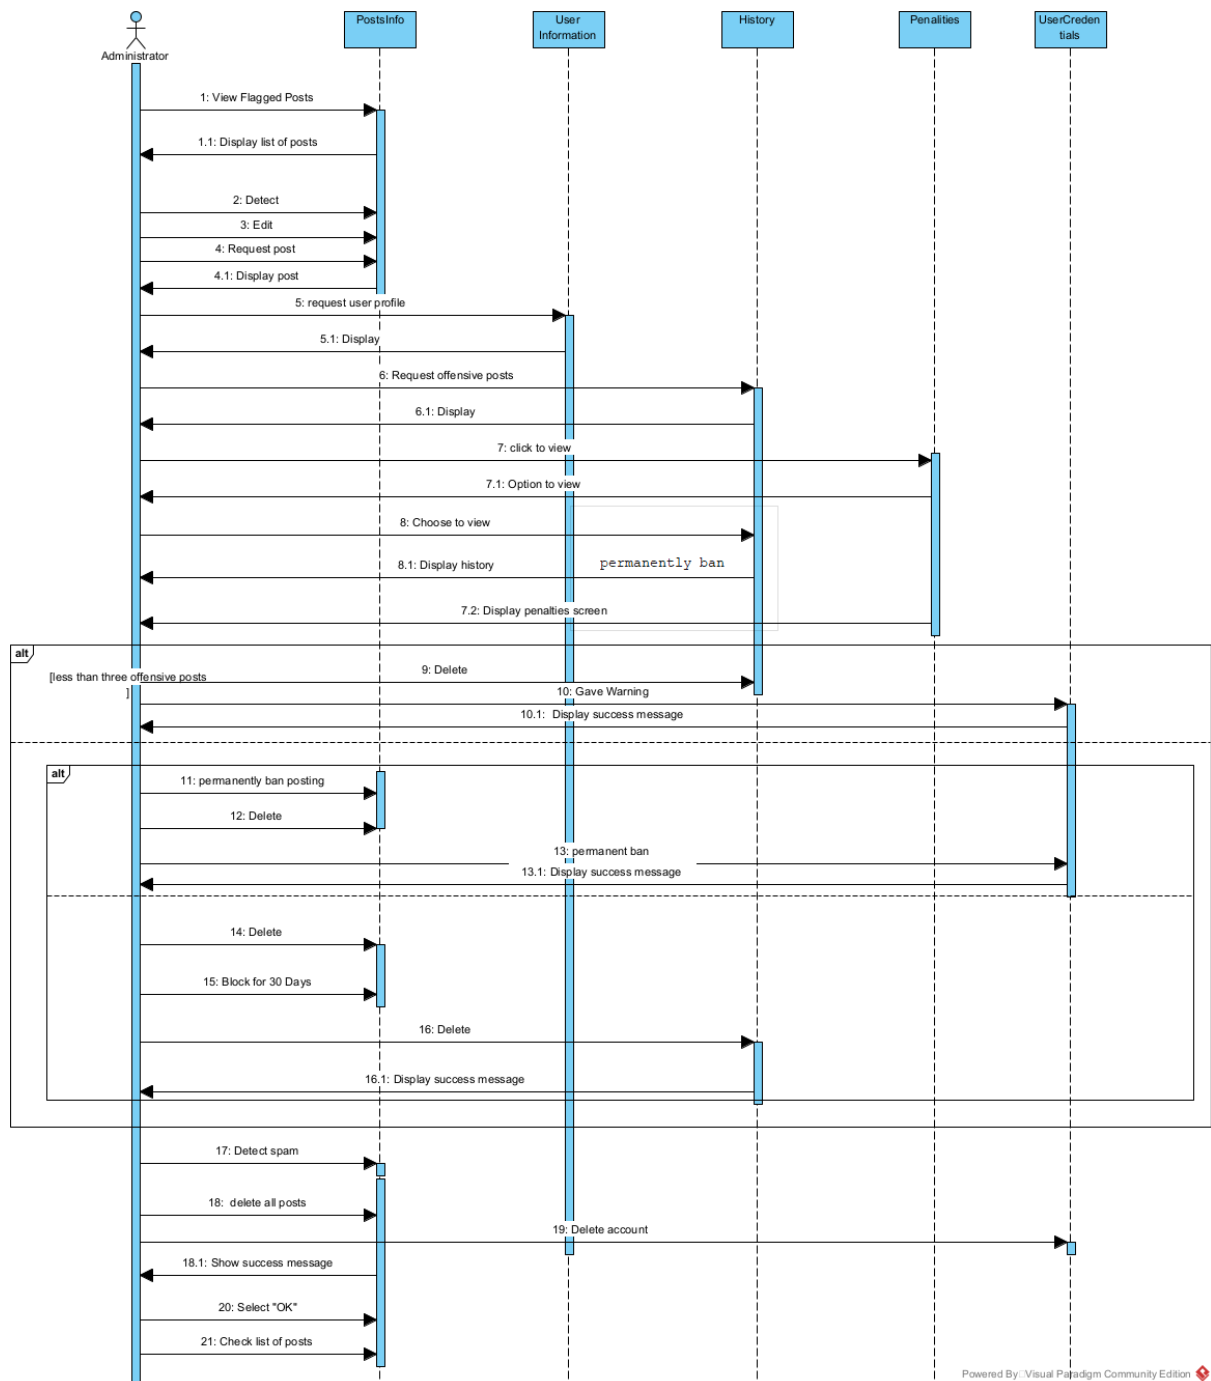 Administrator
PostsInfo
User
Information
History
Penalities
UserCreden
tials
1: View Flagged Posts
1.1: Display list of posts
2: Detect
3: Edit
4: Request post
4.1: Display post
5: request user profile
5.1: Display
6: Request offensive posts
6.1: Display
7: click to view
7.1: Option to view
8: Choose to view
8.1: Display history
permanently ban
7.2: Display penalties screen
alt
[less than three offensive posts
]
9: Delete
10: Gave Warning
10.1: Display success message
alt
11: permanently ban posting
12: Delete
13: permanent ban
13.1: Display success message
14: Delete
15: Block for 30 Days
16: Delete
16.1: Display success message
17: Detect spam
18: delete all posts
19: Delete account
18.1: Show success message
20: Select "OK"
21: Check list of posts
Powered By Visual Paradigm Community Edition